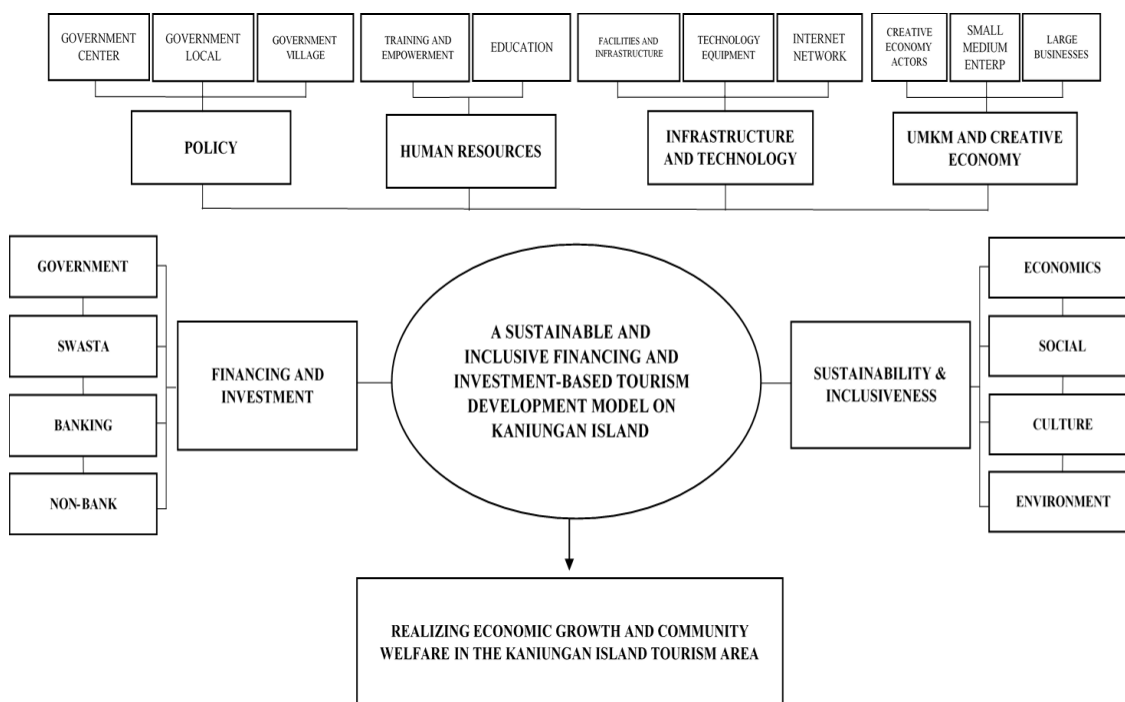 GOVERNMENT
CENTER
GOVERNMENT
LOCAL
GOVERNMENT
VILLAGE
TRAINING AND
EMPOWERMENT
EDUCATION
FACILITIES AND
INFRASTRUCTURE
TECHNOLOGY
EQUIPMENT
INTERNET
NETWORK
CREATIVE
ECONOMY
ACTORS
SMALL
MEDIUM
ENTERP
LARGE
BUSINESSES
POLICY
HUMAN RESOURCES
INFRASTRUCTURE
AND TECHNOLOGY
UMKM AND CREATIVE
ECONOMY
GOVERNMENT
SWASTA
BANKING
NON-BANK
FINANCING AND
INVESTMENT
A SUSTAINABLE AND
INCLUSIVE FINANCING AND
INVESTMENT-BASED TOURISM
DEVELOPMENT MODEL ON
KANIUNGAN ISLAND
SUSTAINABILITY &
INCLUSIVENESS
ECONOMICS
SOCIAL
CULTURE
ENVIRONMENT
REALIZING ECONOMIC GROWTH AND COMMUNITY
WELFARE IN THE KANIUNGAN ISLAND TOURISM AREA